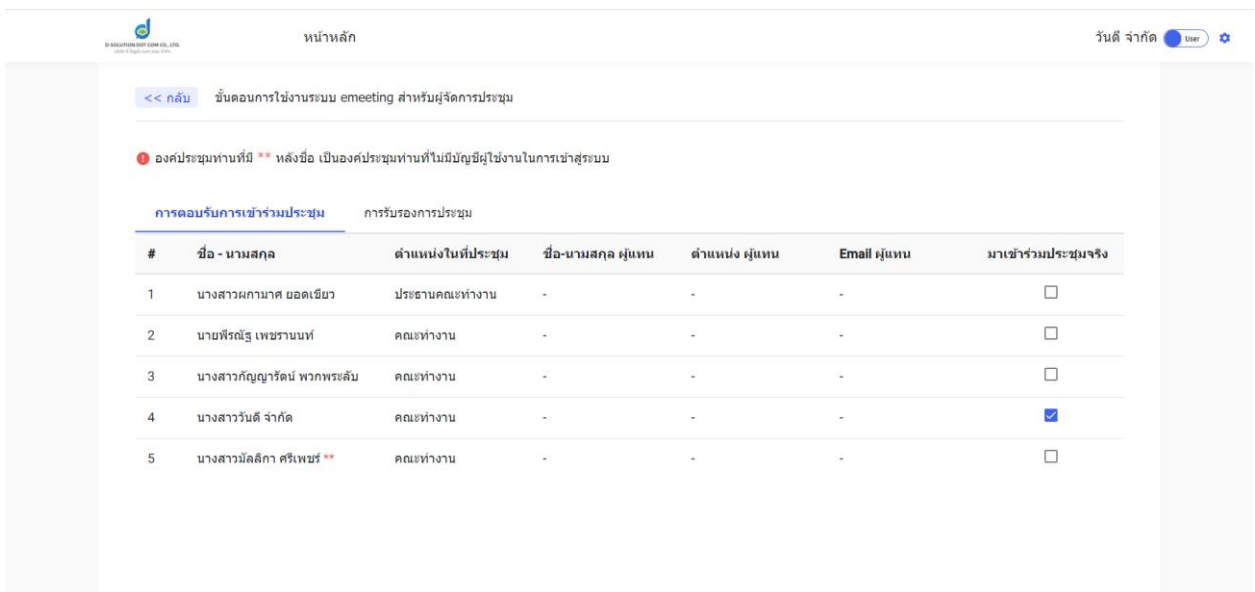 D-SOLUTION DOT COM CO., LTD.
หน้าหลัก
วันดี จำกัด User
<< กลับ ขั้นตอนการใช้งานระบบ emeeting สำหรับผู้จัดการประชุม
องค์ประชุมท่านที่มี ** หลังชื่อ เป็นองค์ประชุมท่านที่ไม่มีบัญชีผู้ใช้งานในการเข้าสู่ระบบ
การตอบรับการเข้าร่วมประชุม การรับรองการประชุม
# ชื่อ - นามสกุล ตำแหน่งในที่ประชุม ชื่อ-นามสกุล ผู้แทน ตำแหน่ง ผู้แทน Email ผู้แทน มาเข้าร่วมประชุมจริง
1 นางสาวผกามาศ ยอดเขียว ประธานคณะทำงาน - - -
2 นายพีรณัฐ เพชรานนท์ คณะทำงาน - - -
3 นางสาวกัญญารัตน์ พวกพระลับ คณะทำงาน - - -
4 นางสาววันดี จำกัด คณะทำงาน - - -
5 นางสาวมัลลิกา ศรีเพชร์ ** คณะทำงาน - - -